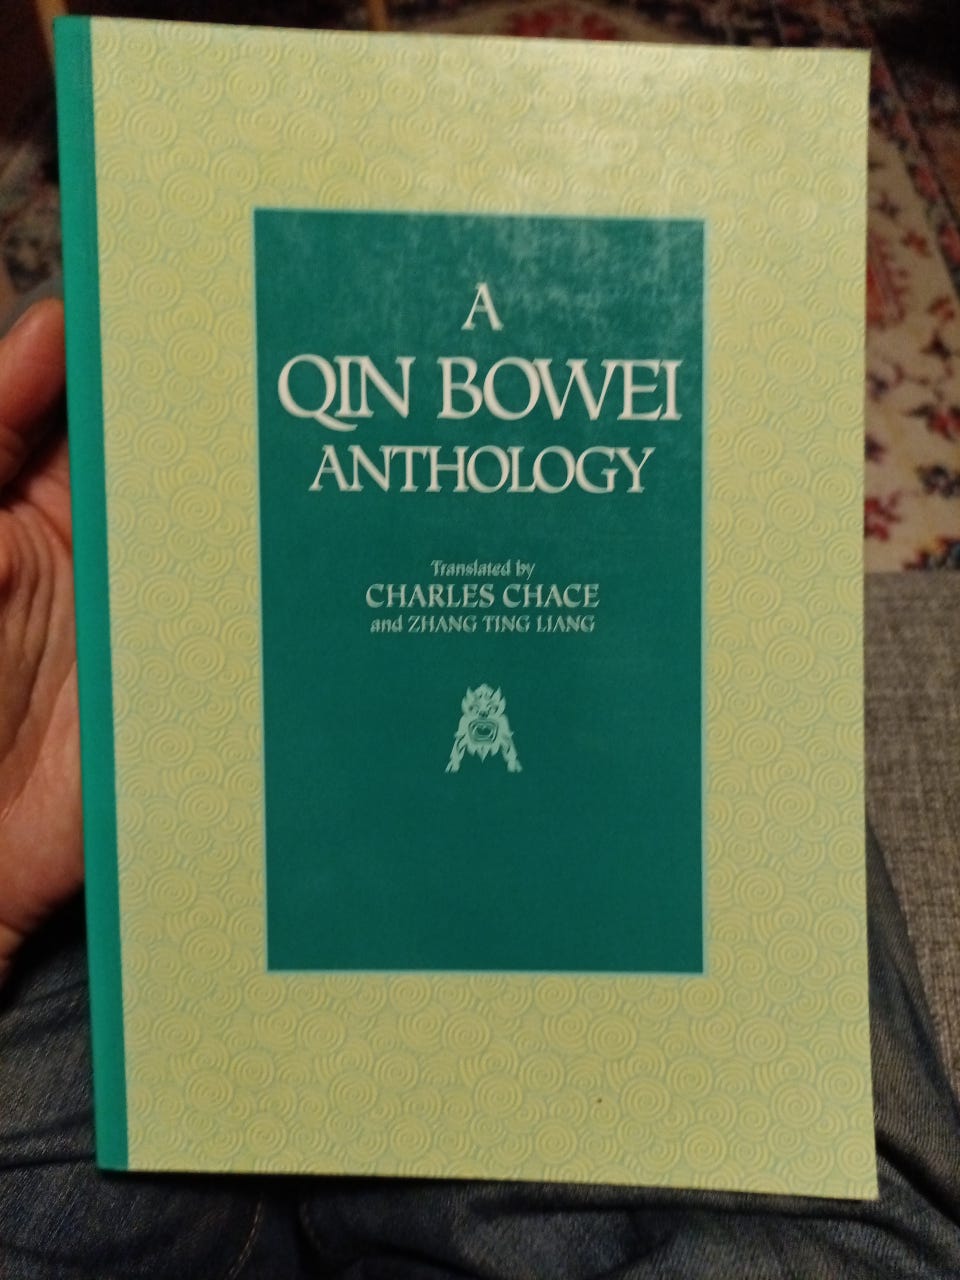 A
QIN BOWEI
ANTHOLOGY
Translated by
CHARLES CHACE
and ZHANG TING LIANG